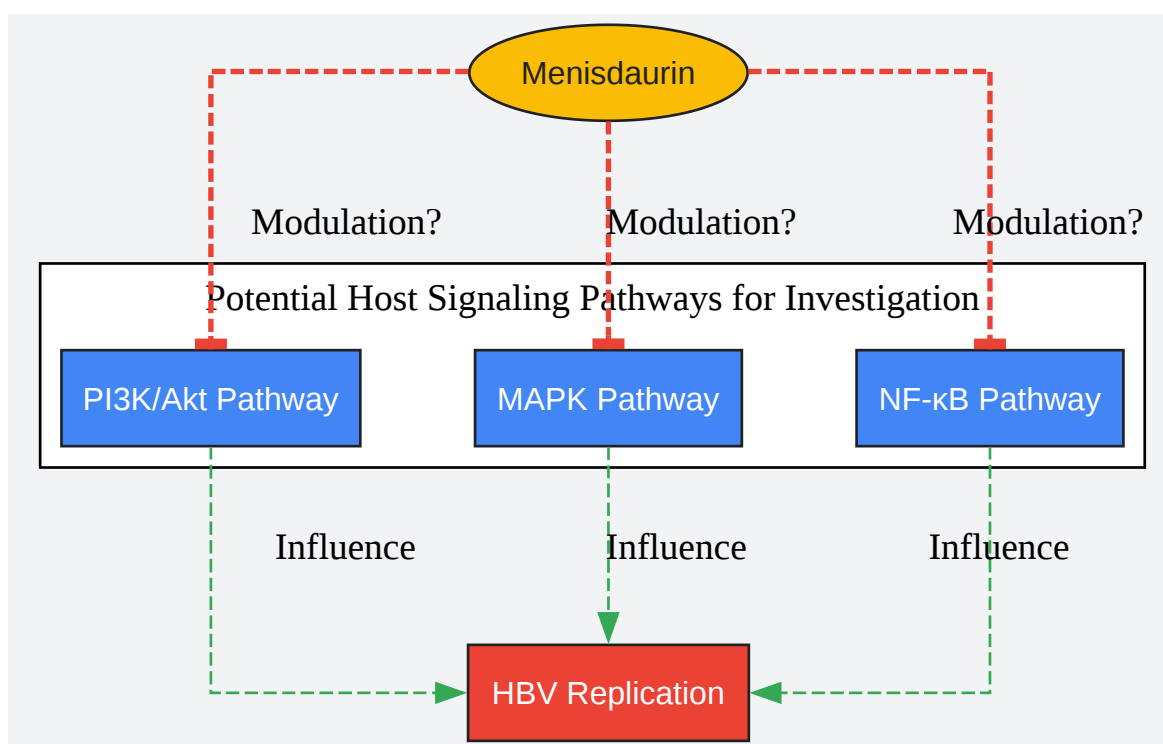 Menisdaurin
Modulation?
Modulation?
Modulation?
Potential Host Signaling Pathways for Investigation
PI3K/Akt Pathway
MAPK Pathway
NF-κB Pathway
Influence
Influence
Influence
HBV Replication